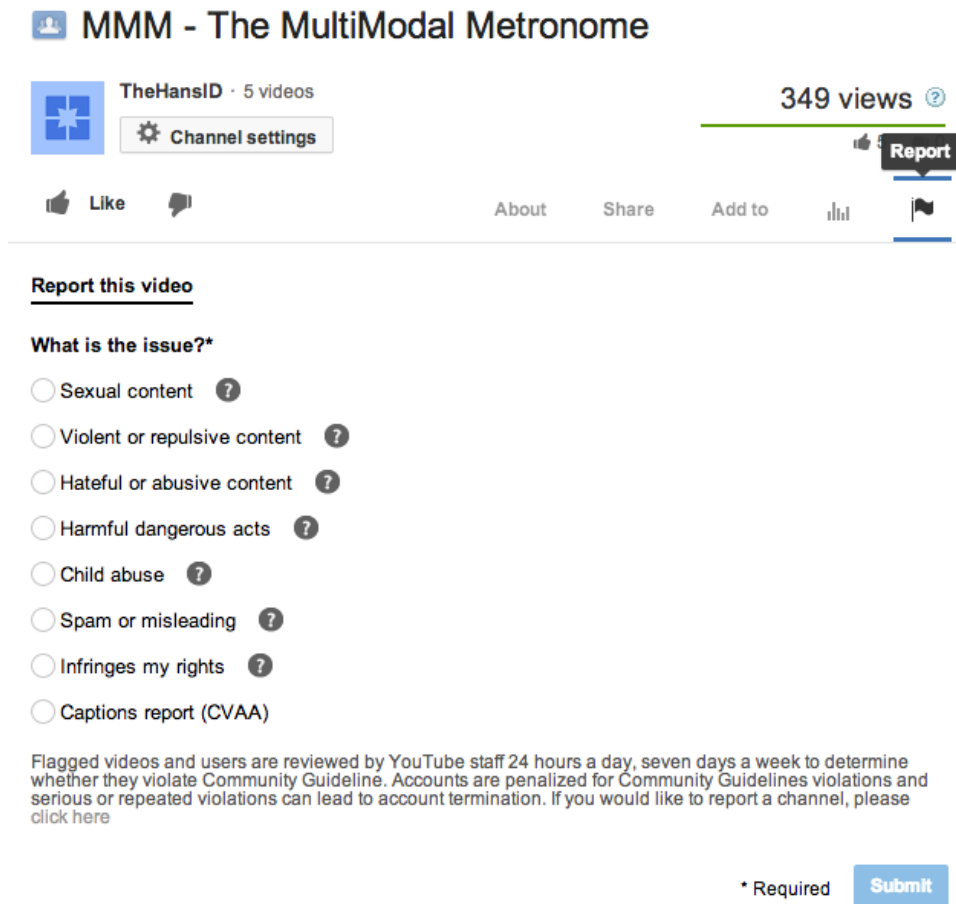 MMM - The MultiModal Metronome
TheHansID · 5 videos
349 views ?
Channel settings
Report
Like
About Share Add to
Report this video
What is the issue?*
Sexual content ?
Violent or repulsive content ?
Hateful or abusive content ?
Harmful dangerous acts ?
Child abuse ?
Spam or misleading ?
Infringes my rights ?
Captions report (CVAA)
Flagged videos and users are reviewed by YouTube staff 24 hours a day, seven days a week to determine
whether they violate Community Guideline. Accounts are penalized for Community Guidelines violations and
serious or repeated violations can lead to account termination. If you would like to report a channel, please
click here
* Required Submit